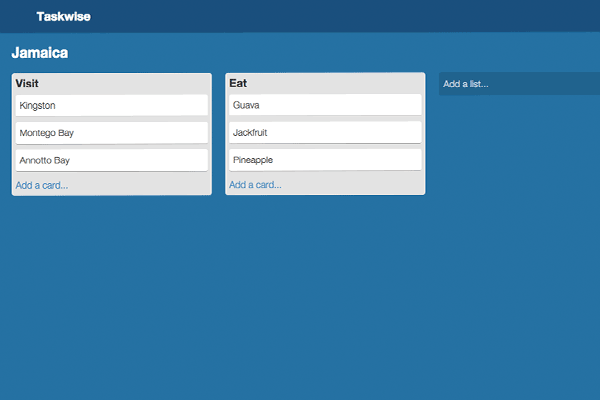 Taskwise
Jamaica
Visit
Kingston
Montego Bay
Annotto Bay
Add a card...
Eat
Guava
Jackfruit
Pineapple
Add a card...
Add a list...